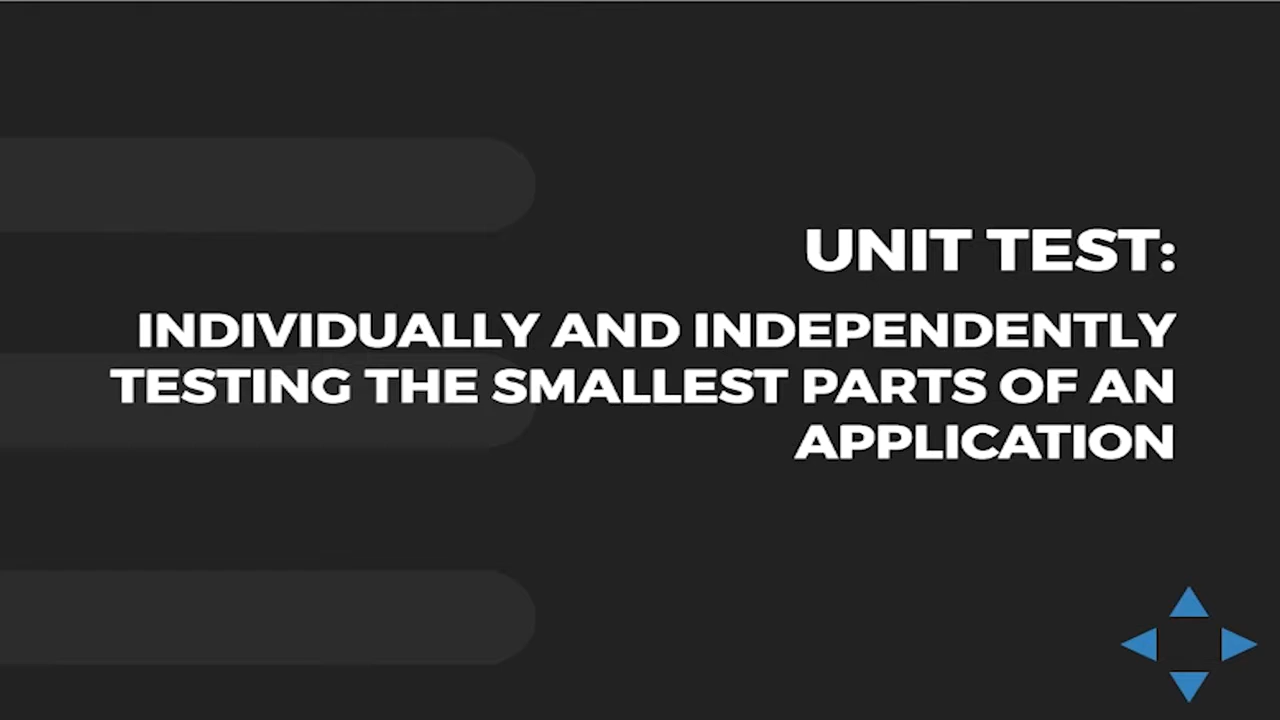 UNIT TEST:
INDIVIDUALLY AND INDEPENDENTLY
TESTING THE SMALLEST PARTS OF AN
APPLICATION